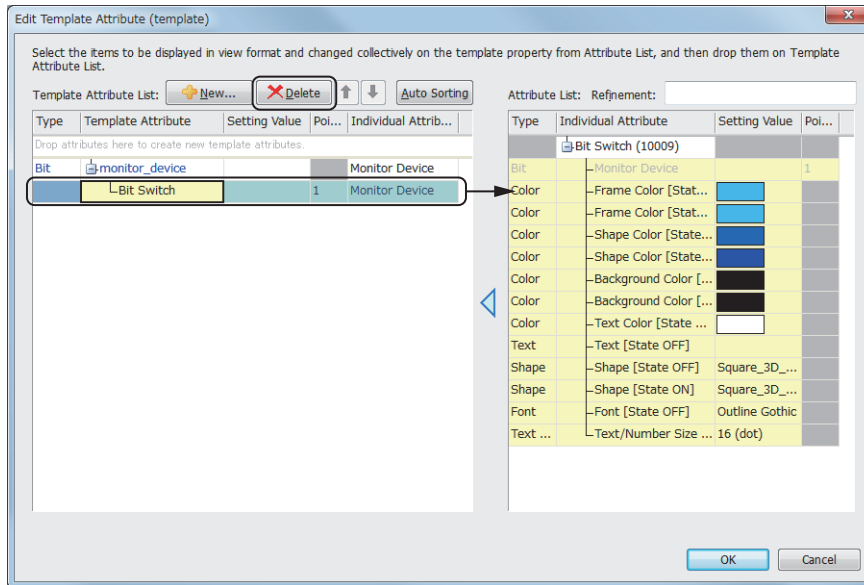 Edit Template Attribute (template)
x
Select the items to be displayed in view format and changed collectively on the template property from Attribute List, and then drop them on Template
Attribute List.
Template Attribute List: New... Delete Auto Sorting Attribute List: Refinement:
Type Template Attribute Setting Value Poi... Individual Attrib...
Drop attributes here to create new template attributes.
Bit monitor_device Monitor Device
Bit Switch 1 Monitor Device
Type Individual Attribute Setting Value Poi...
Bit Switch (10009)
Bit Monitor Device 1
Color Frame Color [Stat...
Color Frame Color [Stat...
Color Shape Color [State...
Color Shape Color [State...
Color Background Color [...
Color Background Color [...
Color Text Color [State ...
Text Text [State OFF]
Shape Shape [State OFF] Square_3D_...
Shape Shape [State ON] Square_3D_...
Font Font [State OFF] Outline Gothic
Text ... Text/Number Size ... 16 (dot)
OK Cancel